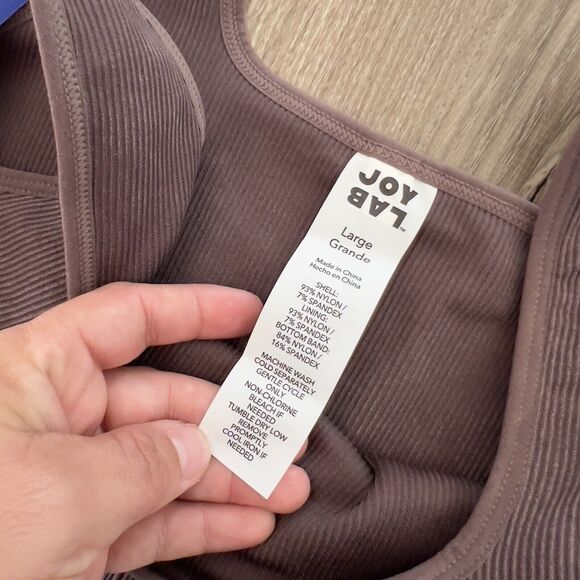 JOY
LAB
™
Large
Grande
Made in China
Hecho en China
SHELL:
93% NYLON /
7% SPANDEX
LINING:
93% NYLON /
7% SPANDEX
BOTTOM BAND:
84% NYLON /
16% SPANDEX
MACHINE WASH
COLD SEPARATELY
GENTLE CYCLE
ONLY
NON-CHLORINE
BLEACH IF
NEEDED
TUMBLE DRY LOW
REMOVE
PROMPTLY
COOL IRON IF
NEEDED